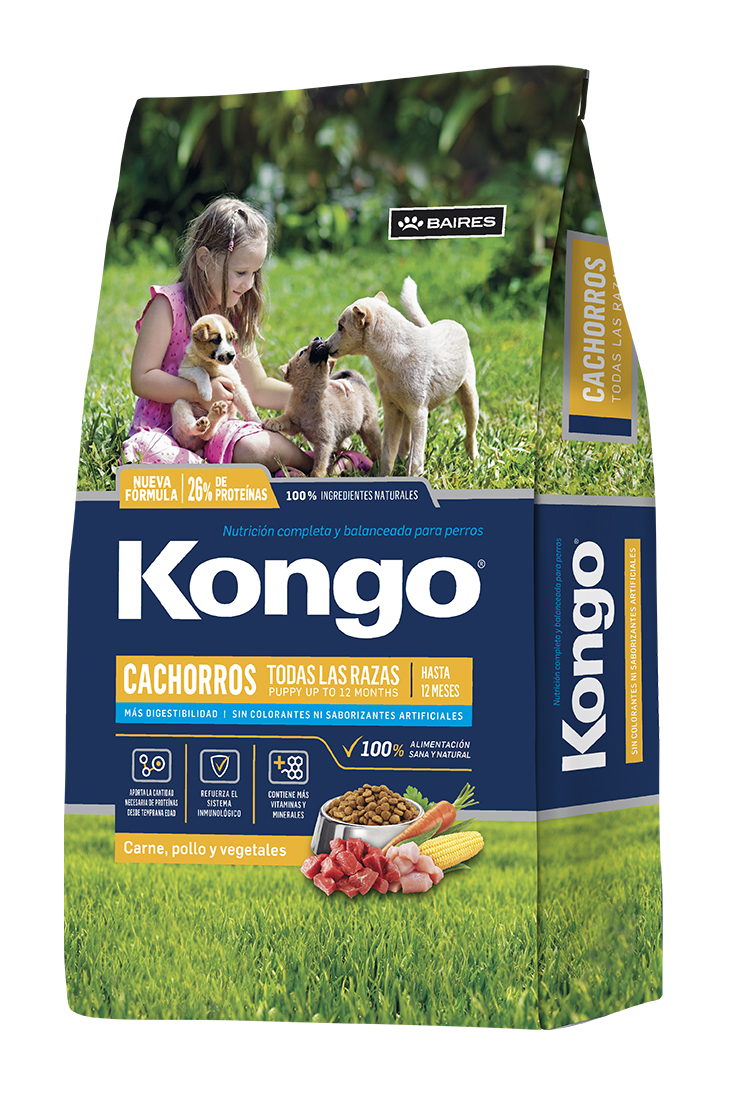 BAIRES
NUEVA
FÓRMULA
26% DE
PROTEÍNAS
100% INGREDIENTES NATURALES
Nutrición completa y balanceada para perros
Kongo®
CACHORROS
TODAS LAS RAZAS
PUPPY UP TO 12 MONTHS
HASTA
12 MESES
MÁS DIGESTIBILIDAD | SIN COLORANTES NI SABORIZANTES ARTIFICIALES
100% ALIMENTACIÓN
SANA Y NATURAL
APORTA LA CANTIDAD
NECESARIA DE PROTEÍNAS
DESDE TEMPRANA EDAD
REFUERZA EL
SISTEMA
INMUNOLÓGICO
CONTIENE MÁS
VITAMINAS Y
MINERALES
Carne, pollo y vegetales
CACHORROS
TODAS LAS RAZ
Nutrición completa y balanceada para perros
Kongo®
SIN COLORANTES NI SABORIZANTES ARTIFICIALES